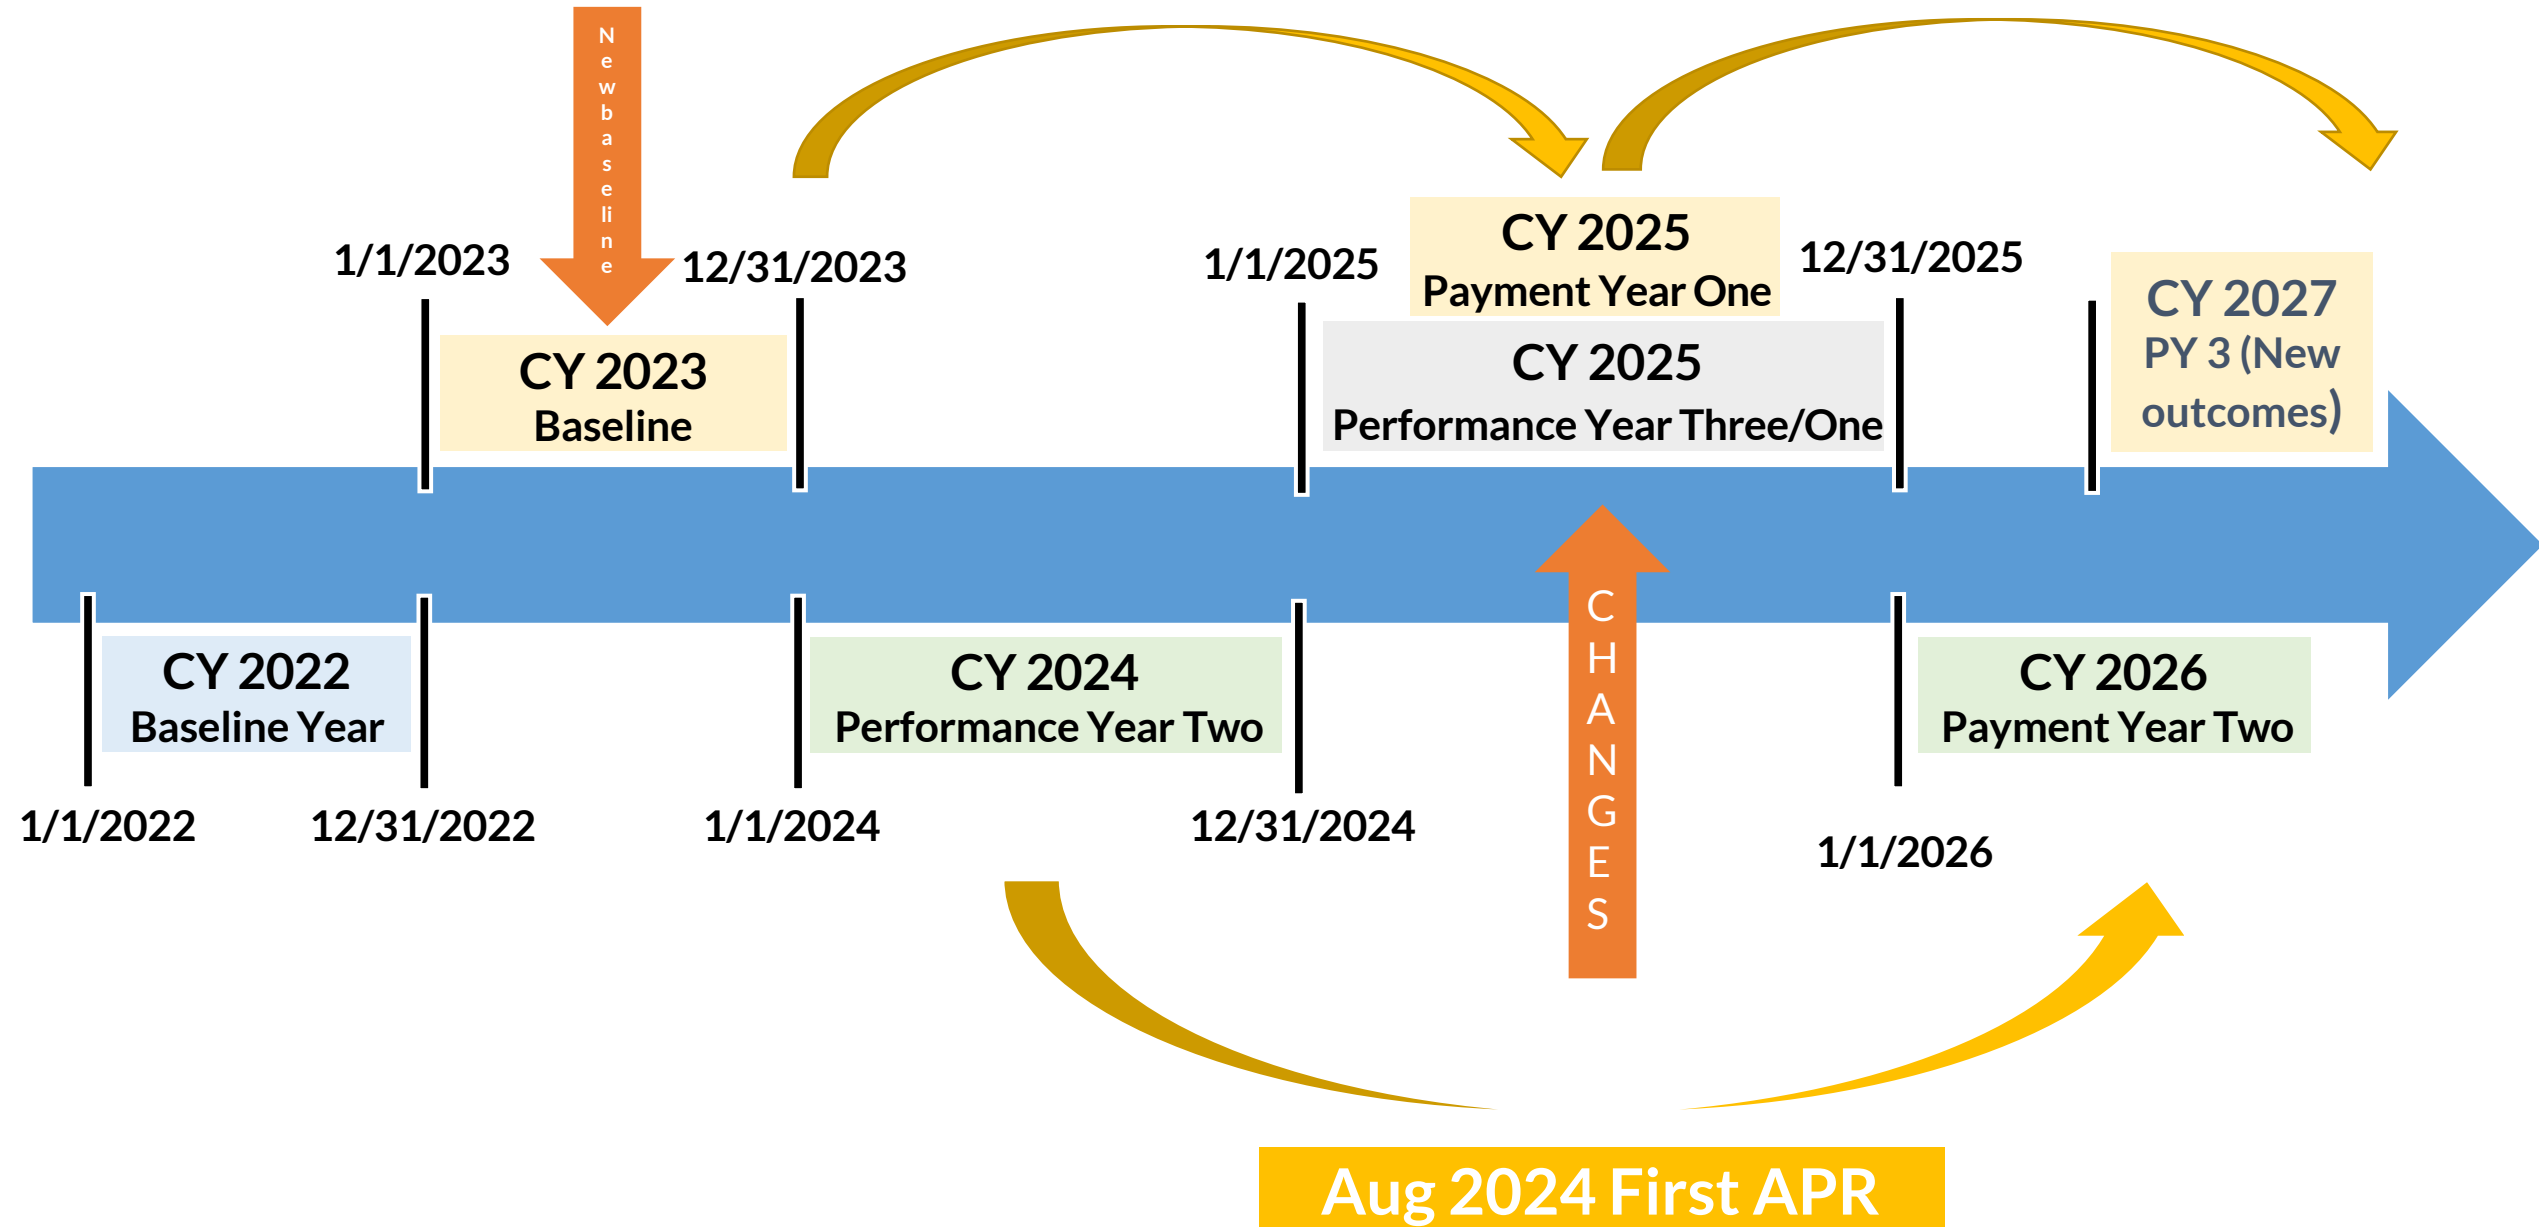 New baseline
1/1/2023
12/31/2023
1/1/2025
CY 2025
Payment Year One
12/31/2025
CY 2023
Baseline
CY 2025
Performance Year Three/One
CY 2027
PY 3 (New
outcomes)
CHANGES
CY 2022
Baseline Year
CY 2024
Performance Year Two
CY 2026
Payment Year Two
1/1/2022
12/31/2022
1/1/2024
12/31/2024
1/1/2026
Aug 2024 First APR